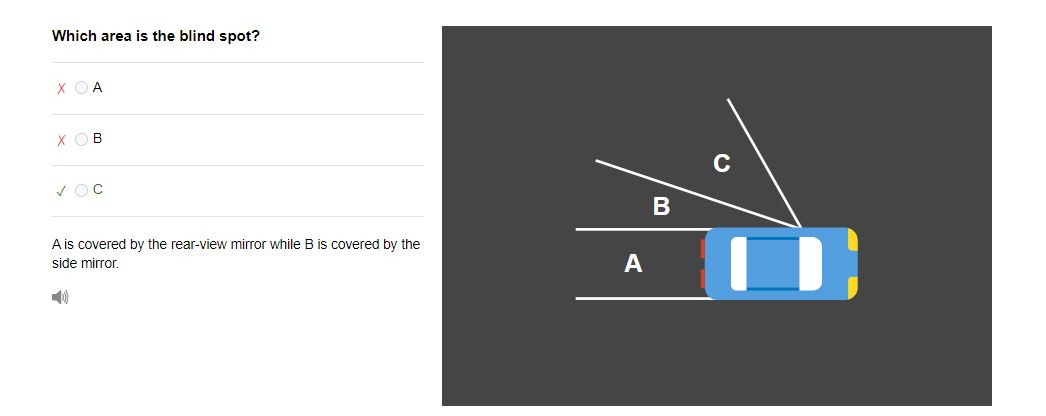 Which area is the blind spot?
A
B
C
A is covered by the rear-view mirror while B is covered by the
side mirror.
C
B
A